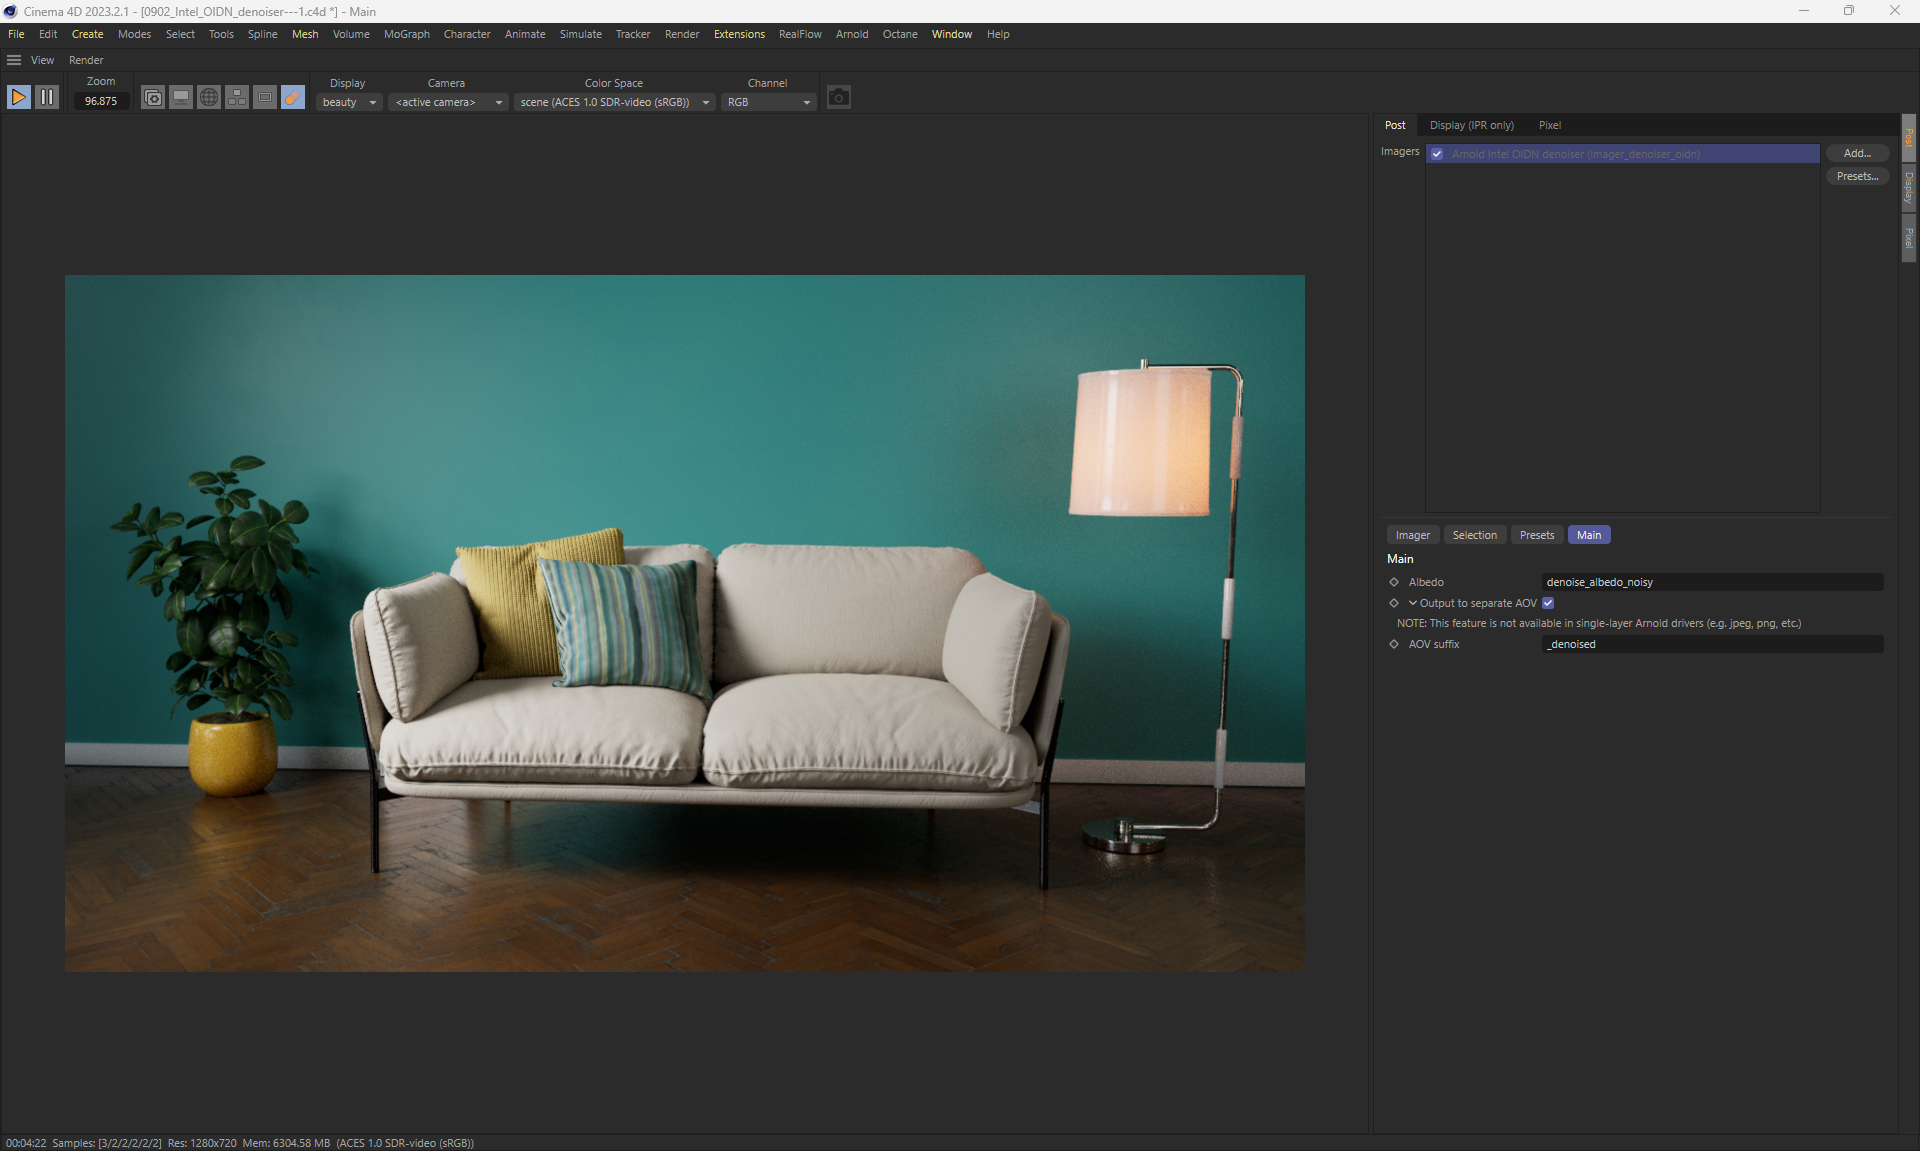 Cinema 4D 2023.2.1 - [0902_Intel_OIDN_denoiser---1.c4d *] - Main
File Edit Create Modes Select Tools Spline Mesh Volume MoGraph Character Animate Simulate Tracker Render Extensions RealFlow Arnold Octane Window Help
View Render
Zoom Display Camera Color Space Channel
96.875 beauty <active camera> scene (ACES 1.0 SDR-video (sRGB)) RGB
Post Display (IPR only) Pixel
Imagers Arnold Intel OIDN denoiser (imager_denoiser_oidn) Add...
Presets...
Post
Display
Pixel
Imager Selection Presets Main
Main
Albedo denoise_albedo_noisy
Output to separate AOV
NOTE: This feature is not available in single-layer Arnold drivers (e.g. jpeg, png, etc.)
AOV suffix _denoised
00:04:22 Samples: [3/2/2/2/2/2] Res: 1280x720 Mem: 6304.58 MB (ACES 1.0 SDR-video (sRGB))